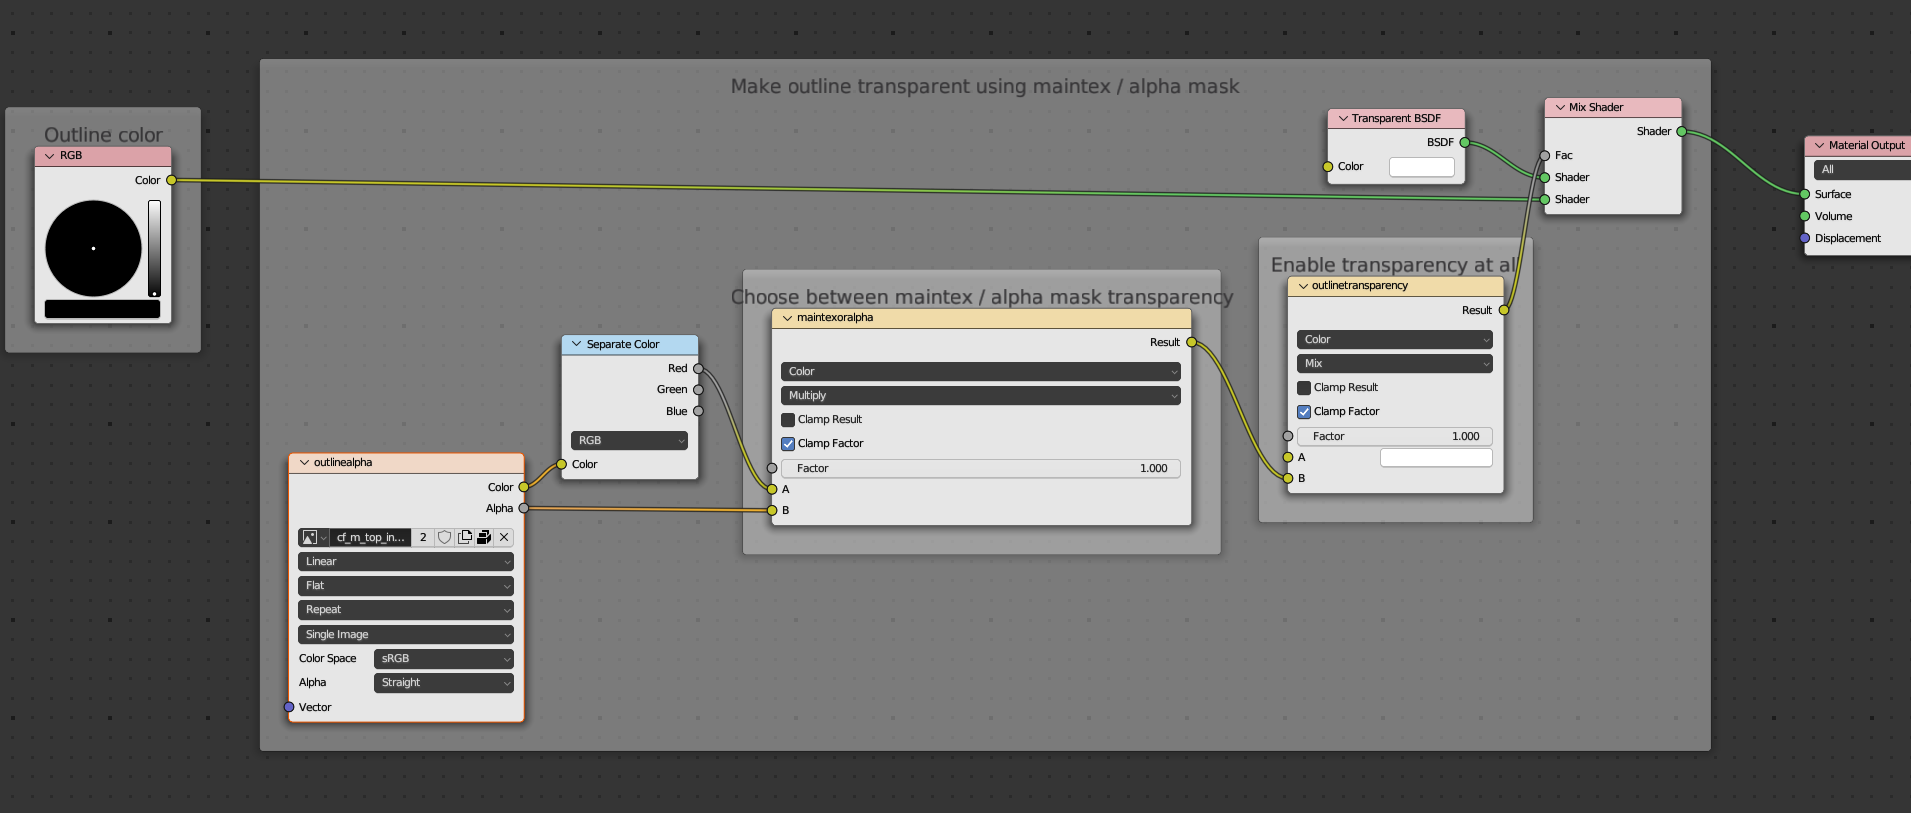 Make outline transparent using maintex / alpha mask
Outline color
RGB
Color
Transparent BSDF
BSDF
Color
Mix Shader
Shader
Fac
Shader
Shader
Material Output
All
Surface
Volume
Displacement
Choose between maintex / alpha mask transparency
maintexoralpha
Result
Color
Multiply
Clamp Result
Clamp Factor
Factor 1.000
A
B
Enable transparency at al
outlinetransparency
Result
Color
Mix
Clamp Result
Clamp Factor
Factor 1.000
A
B
Separate Color
Red
Green
Blue
RGB
Color
outlinealpha
Color
Alpha
cf_m_top_in... 2
Linear
Flat
Repeat
Single Image
Color Space sRGB
Alpha Straight
Vector